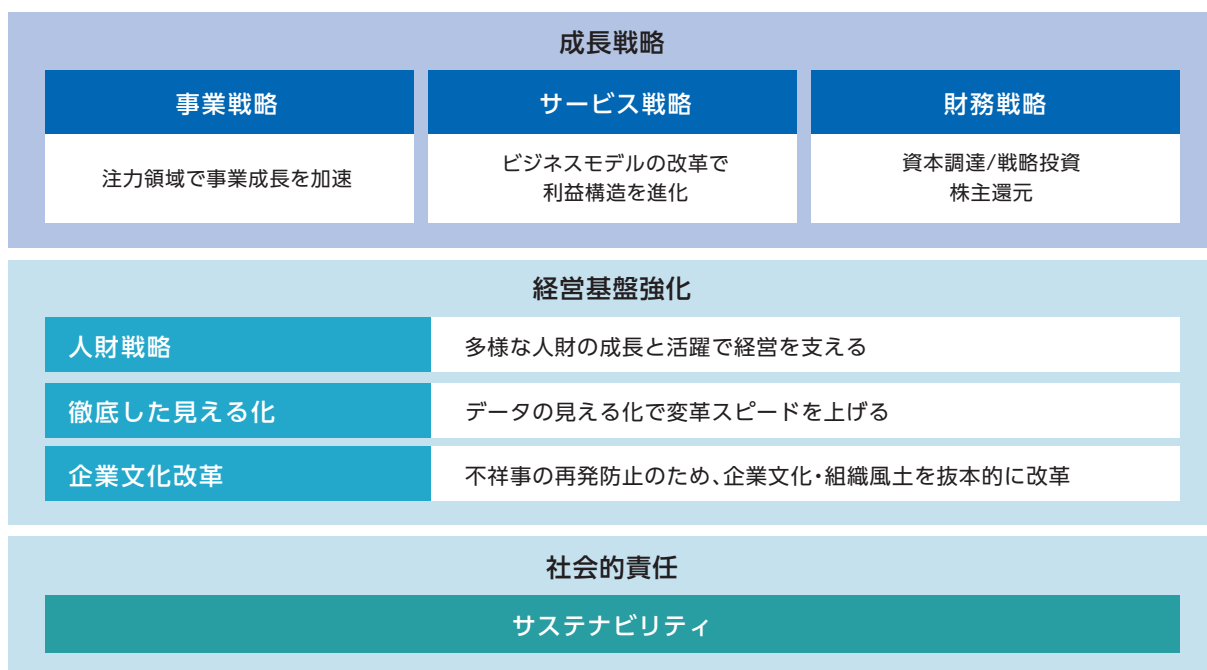 成長戦略
事業戦略
注力領域で事業成長を加速
サービス戦略
ビジネスモデルの改革で
利益構造を進化
財務戦略
資本調達/戦略投資
株主還元
経営基盤強化
人財戦略
多様な人財の成長と活躍で経営を支える
徹底した見える化
データの見える化で変革スピードを上げる
企業文化改革
不祥事の再発防止のため、企業文化・組織風土を抜本的に改革
社会的責任
サステナビリティ